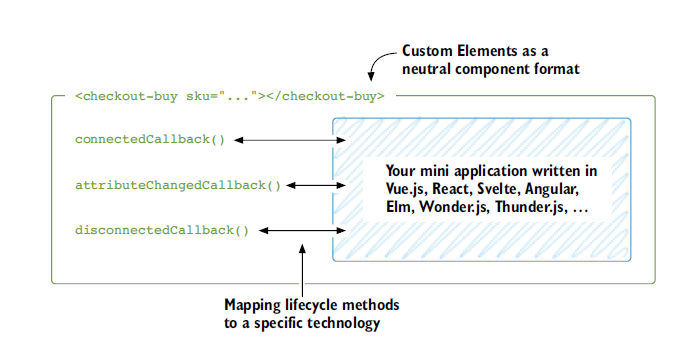 Custom Elements as a
neutral component format
<checkout-buy sku="..."></checkout-buy>
connectedCallback()
attributeChangedCallback()
disconnectedCallback()
Your mini application written in
Vue.js, React, Svelte, Angular,
Elm, Wonder.js, Thunder.js, ...
Mapping lifecycle methods
to a specific technology